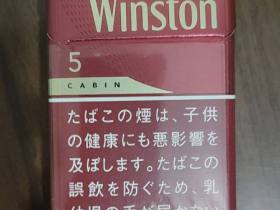 Winston
5
CABIN
たばこの煙は、子供
の健康にも悪影響を
及ぼします。たばこの
誤飲を防ぐため、乳